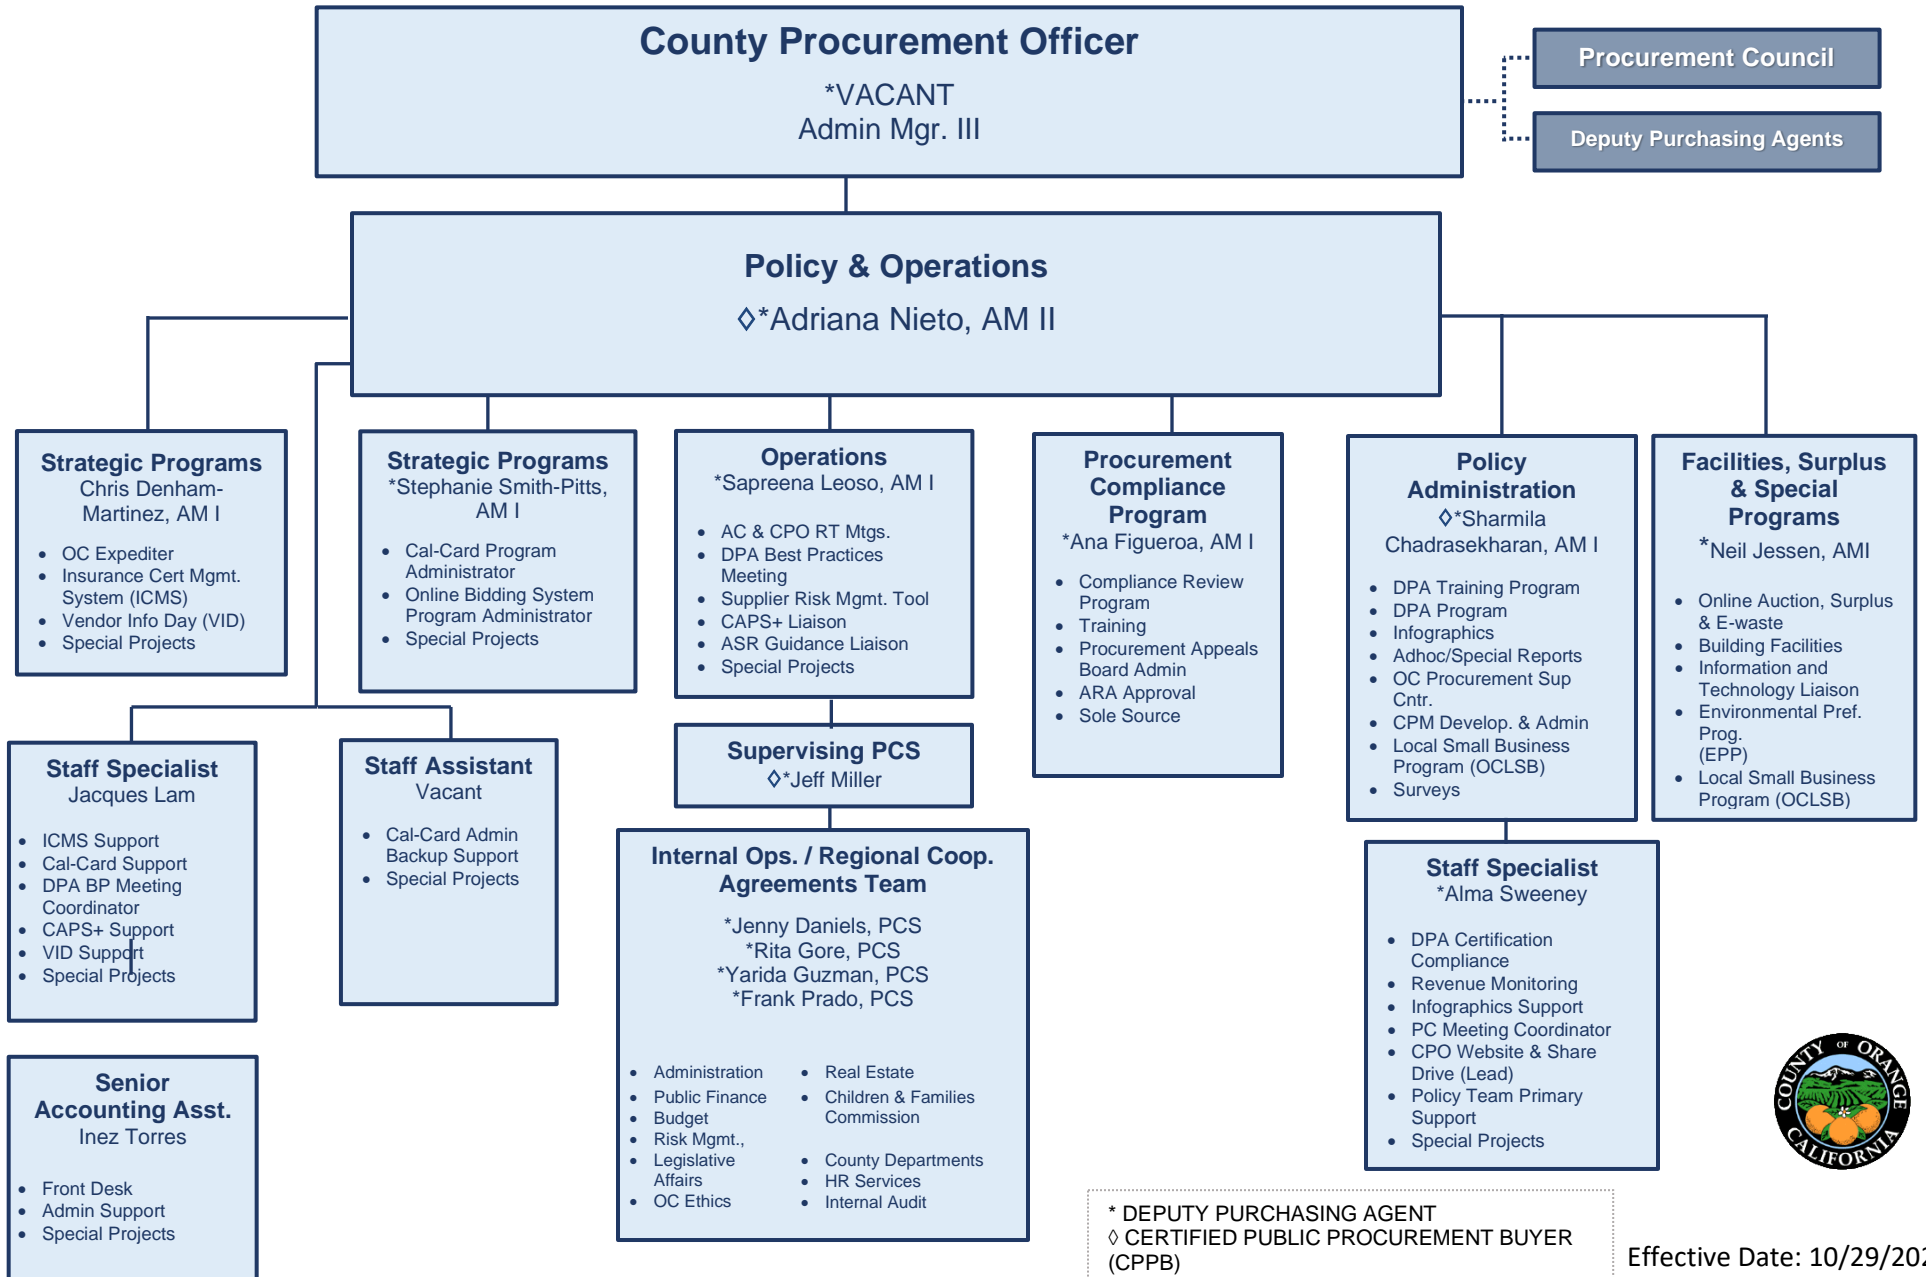 County Procurement Officer
*VACANT
Admin Mgr. III
Procurement Council
Deputy Purchasing Agents
Policy & Operations
◊*Adriana Nieto, AM II
Strategic Programs
Chris Denham-
Martinez, AM I
• OC Expediter
• Insurance Cert Mgmt.
System (ICMS)
• Vendor Info Day (VID)
• Special Projects
Strategic Programs
*Stephanie Smith-Pitts,
AM I
• Cal-Card Program
Administrator
• Online Bidding System
Program Administrator
• Special Projects
Operations
*Sapreena Leoso, AM I
• AC & CPO RT Mtgs.
• DPA Best Practices
Meeting
• Supplier Risk Mgmt. Tool
• CAPS+ Liaison
• ASR Guidance Liaison
• Special Projects
Procurement
Compliance
Program
*Ana Figueroa, AM I
• Compliance Review
Program
• Training
• Procurement Appeals
Board Admin
• ARA Approval
• Sole Source
Policy
Administration
◊*Sharmila
Chadrasekharan, AM I
• DPA Training Program
• DPA Program
• Infographics
• Adhoc/Special Reports
• OC Procurement Sup
Cntr.
• CPM Develop. & Admin
• Local Small Business
Program (OCLSB)
• Surveys
Facilities, Surplus
& Special
Programs
*Neil Jessen, AMI
• Online Auction, Surplus
& E-waste
• Building Facilities
• Information and
Technology Liaison
• Environmental Pref.
Prog.
(EPP)
• Local Small Business
Program (OCLSB)
Staff Specialist
Jacques Lam
• ICMS Support
• Cal-Card Support
• DPA BP Meeting
Coordinator
• CAPS+ Support
• VID Support
• Special Projects
Staff Assistant
Vacant
• Cal-Card Admin
Backup Support
• Special Projects
Supervising PCS
◊*Jeff Miller
Internal Ops. / Regional Coop.
Agreements Team
*Jenny Daniels, PCS
*Rita Gore, PCS
*Yarida Guzman, PCS
*Frank Prado, PCS
• Administration
• Public Finance
• Budget
• Risk Mgmt.,
• Legislative
Affairs
• OC Ethics
• Real Estate
• Children & Families
Commission
• County Departments
• HR Services
• Internal Audit
Staff Specialist
*Alma Sweeney
• DPA Certification
Compliance
• Revenue Monitoring
• Infographics Support
• PC Meeting Coordinator
• CPO Website & Share
Drive (Lead)
• Policy Team Primary
Support
• Special Projects
Senior
Accounting Asst.
Inez Torres
• Front Desk
• Admin Support
• Special Projects
COUNTY OF ORANGE
CALIFORNIA
* DEPUTY PURCHASING AGENT
◊ CERTIFIED PUBLIC PROCUREMENT BUYER
(CPPB)
Effective Date: